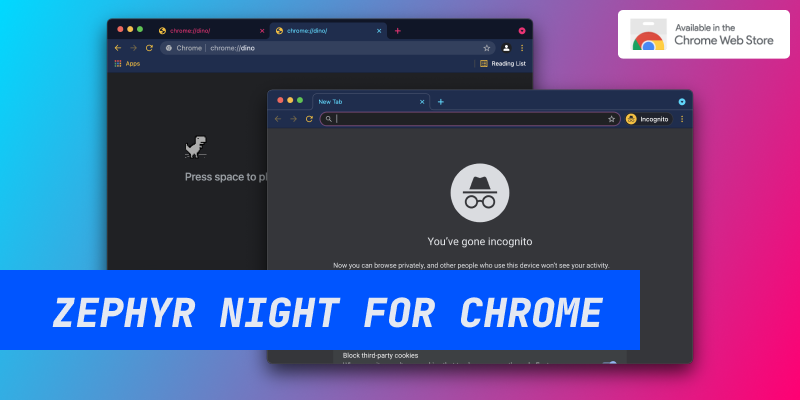 Available in the
Chrome Web Store
chrome://dino/
chrome://dino/
Chrome
chrome://dino
Apps
Reading List
Press space to pl
New Tab
Incognito
You've gone incognito
Now you can browse privately, and other people who use this device won't see your activity.
ZEPHYR NIGHT FOR CHROME
Block third-party cookies